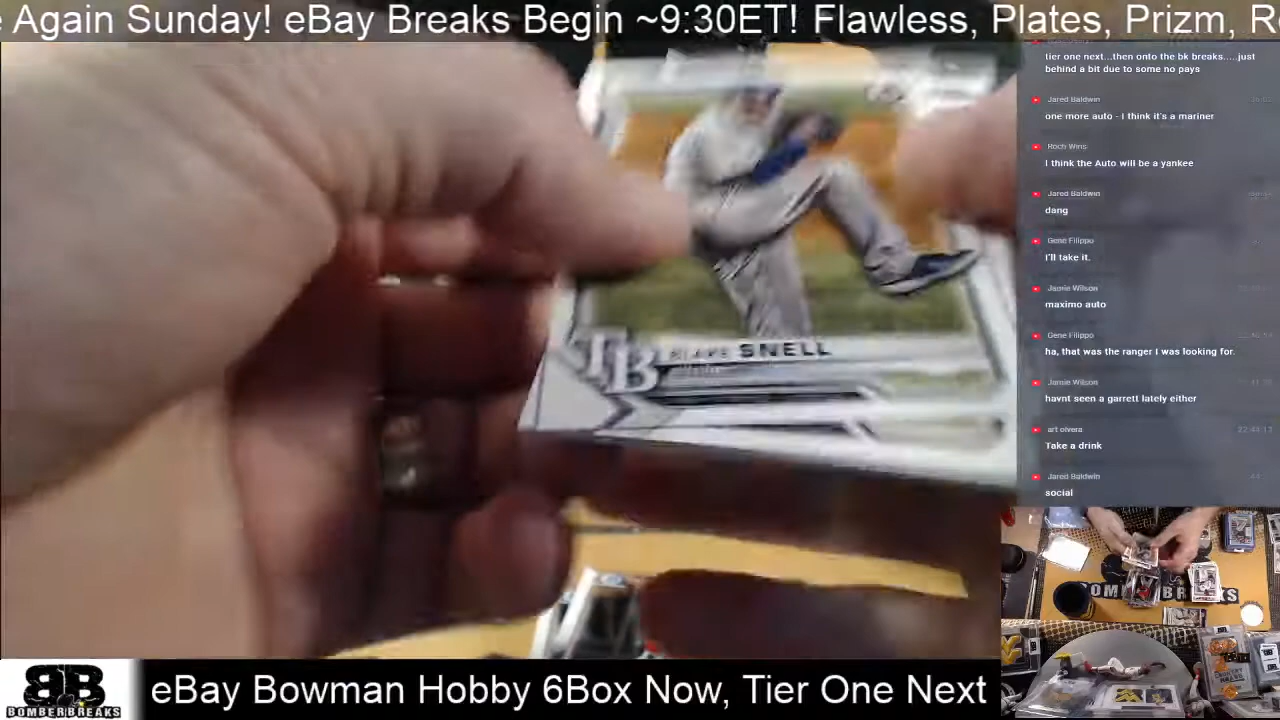 Again Sunday! eBay Breaks Begin ~9:30ET! Flawless, Plates, Prizm, R
tier one next...then onto the bk breaks.....just
behind a bit due to some no pays
Jared Baldwin
one more auto - i think it's a mariner
Roch Wins
I think the Auto will be a yankee
Jared Baldwin
dang
Gene Filippo
I'll take it.
Jamie Wilson
maximo auto
Gene Filippo
ha, that was the ranger I was looking for.
Jamie Wilson
havnt seen a garrett lately either
art olvera
Take a drink
Jared Baldwin
social
TB
BLAKE SNELL
BB
BOMBERBREAKS
eBay Bowman Hobby 6Box Now, Tier One Next